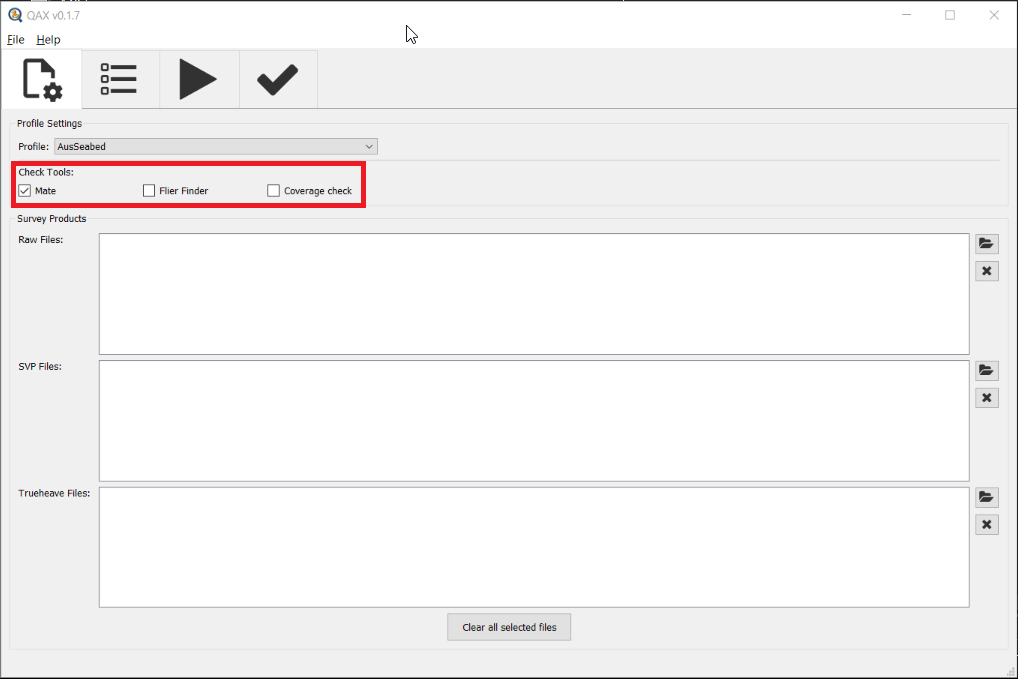 QAX v0.1.7
File Help
Profile Settings
Profile: AusSeabed
Check Tools:
Mate Flier Finder Coverage check
Survey Products
Raw Files:
SVP Files:
Trueheave Files:
Clear all selected files